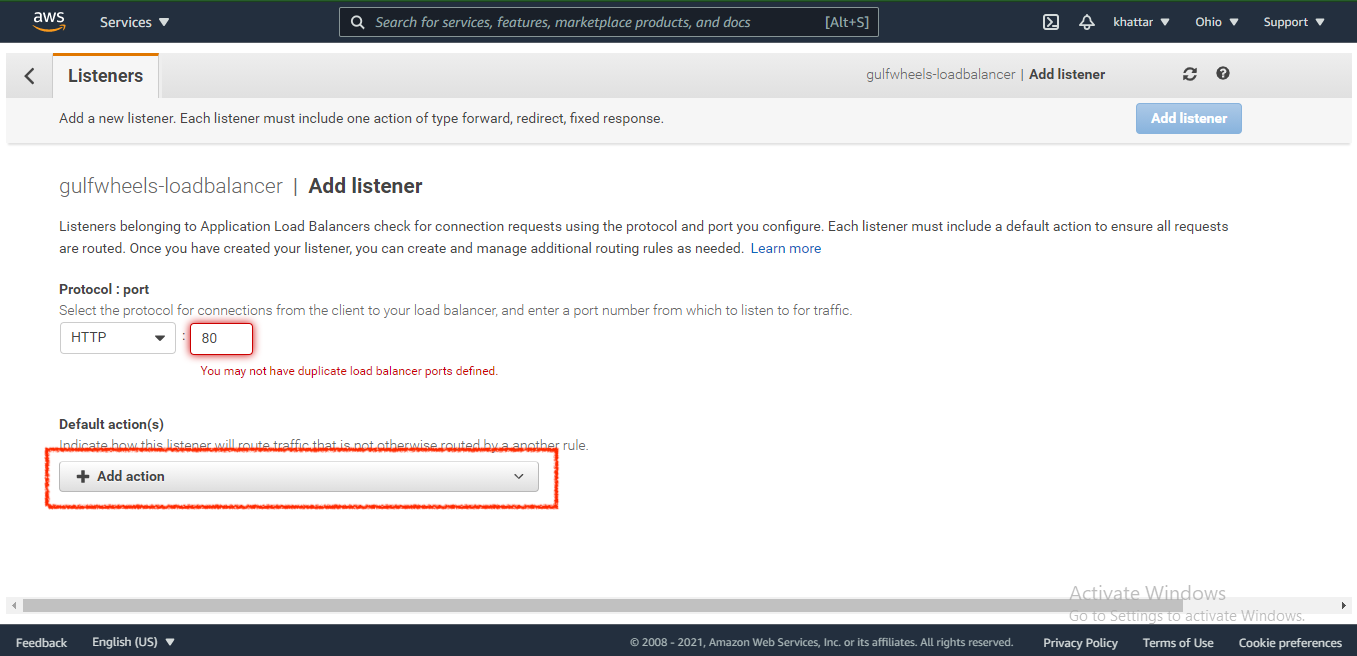 aws Services Search for services, features, marketplace products, and docs [Alt+S] khattar Ohio Support
Listeners gulfwheels-loadbalancer | Add listener
Add a new listener. Each listener must include one action of type forward, redirect, fixed response. Add listener
gulfwheels-loadbalancer | Add listener
Listeners belonging to Application Load Balancers check for connection requests using the protocol and port you configure. Each listener must include a default action to ensure all requests
are routed. Once you have created your listener, you can create and manage additional routing rules as needed. Learn more
Protocol : port
Select the protocol for connections from the client to your load balancer, and enter a port number from which to listen to for traffic.
HTTP : 80
You may not have duplicate load balancer ports defined.
Default action(s)
Indicate how this listener will route traffic that is not otherwise routed by a another rule.
Add action
Activate Windows
Go to Settings to activate Windows.
Feedback English (US) © 2008 - 2021, Amazon Web Services, Inc. or its affiliates. All rights reserved. Privacy Policy Terms of Use Cookie preferences